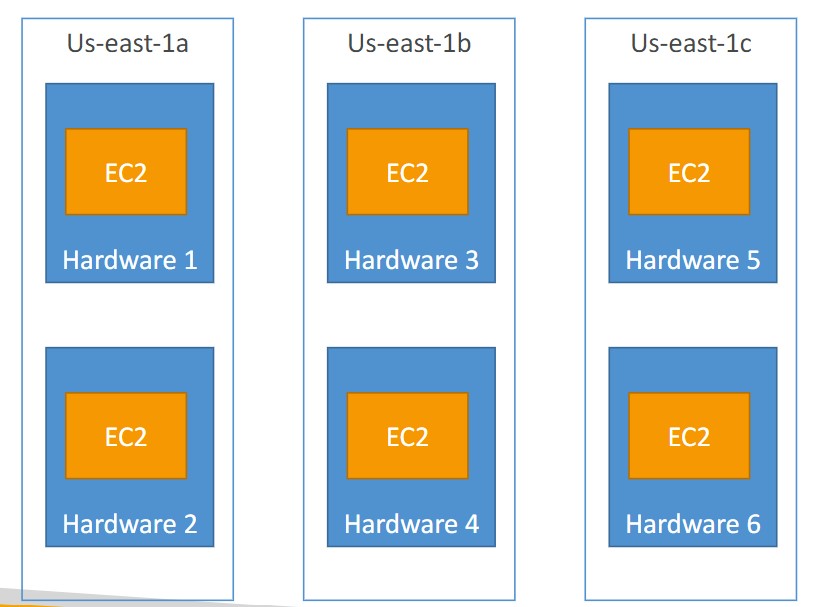 Us-east-1a
Us-east-1b
Us-east-1c
EC2
EC2
EC2
Hardware 1
Hardware 3
Hardware 5
EC2
EC2
EC2
Hardware 2
Hardware 4
Hardware 6